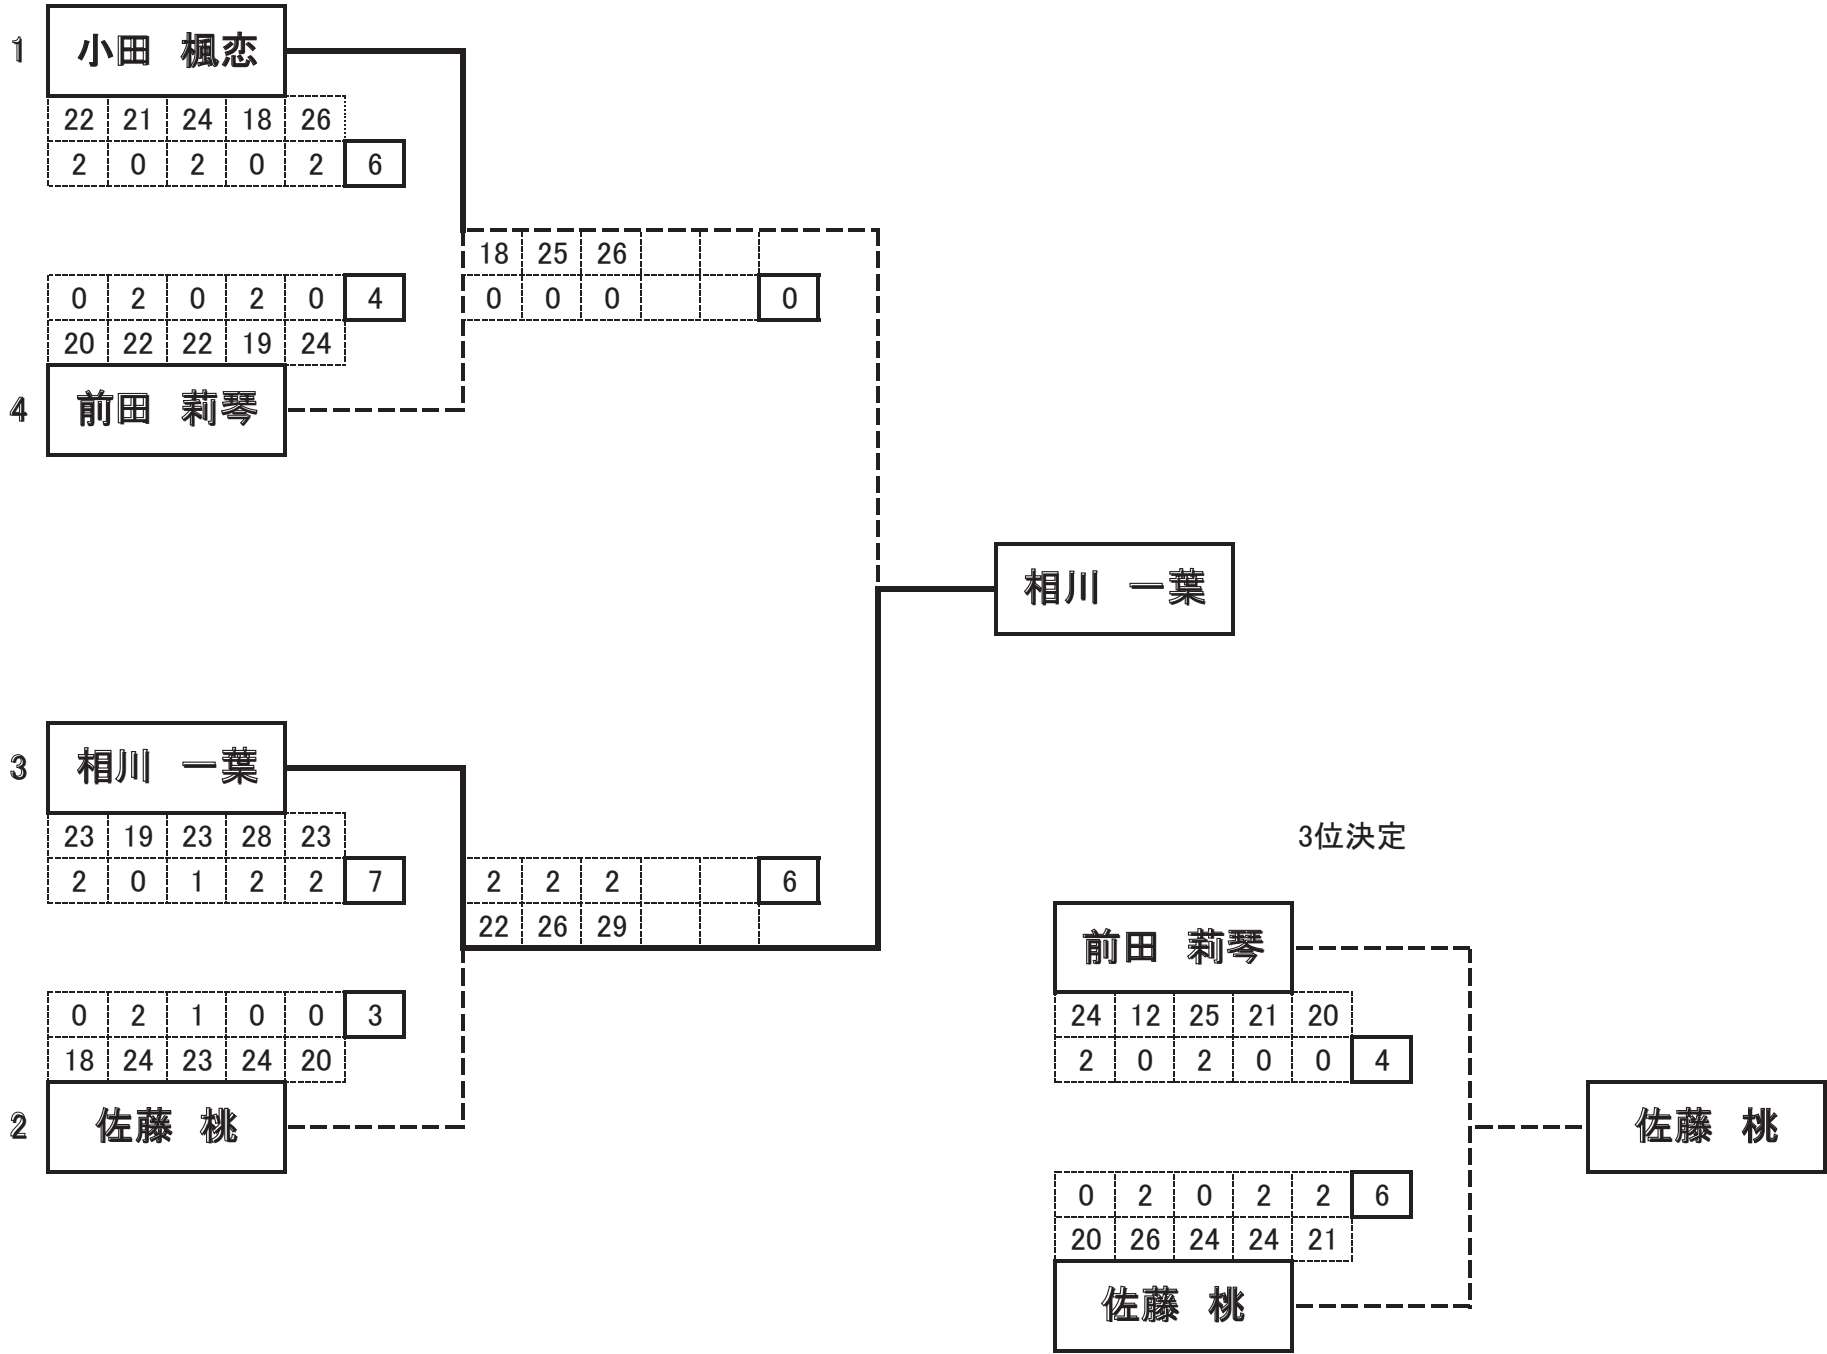 1 小田 楓恋
22 21 24 18 26
2 0 2 0 2 6
18 25 26
0 0 0 0
0 2 0 2 0 4
20 22 22 19 24
4 前田 莉琴
相川 一葉
3 相川 一葉
23 19 23 28 23
2 0 1 2 2 7
2 2 2 6
22 26 29
0 2 1 0 0 3
18 24 23 24 20
2 佐藤 桃
3位決定
前田 莉琴
24 12 25 21 20
2 0 2 0 0 4
佐藤 桃
0 2 0 2 2 6
20 26 24 24 21
佐藤 桃